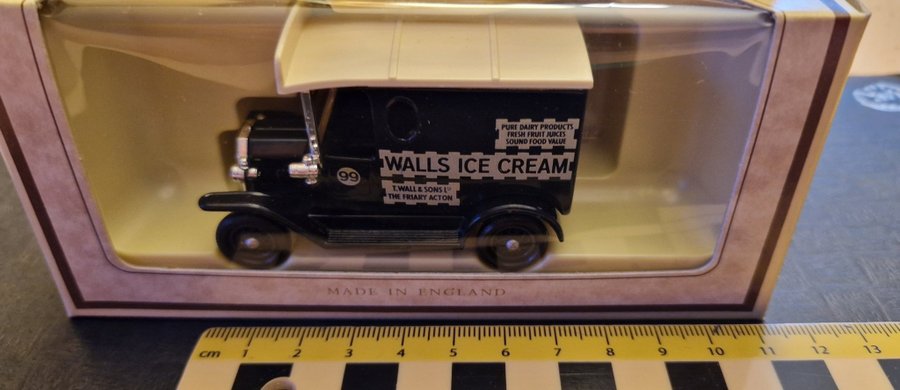 PURE DAIRY PRODUCTS
FRESH FRUIT JUICES
SOUND FOOD VALUE
WALLS ICE CREAM
99
T. WALL & SONS LD
THE FRIARY ACTON
MADE IN ENGLAND
cm 1 2 3 4 5 6 7 8 9 10 11 12 13